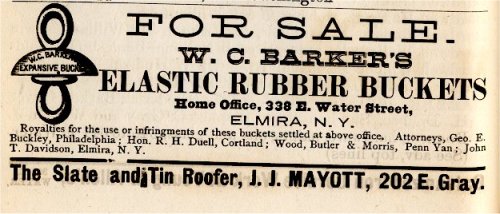 FOR SALE.
W. C. BARKER
EXPANSIVE BUCKET
W. C. BARKER'S
ELASTIC RUBBER BUCKETS
Home Office, 338 E. Water Street,
ELMIRA, N. Y.
Royalties for the use or infringments of these buckets settled at above office. Attorneys, Geo. E.
Buckley, Philadelphia; Hon. R. H. Duell, Cortland; Wood, Butler & Morris, Penn Yan; John
T. Davidson, Elmira, N. Y.
The Slate and Tin Roofer, J. J. MAYOTT, 202 E. Gray.